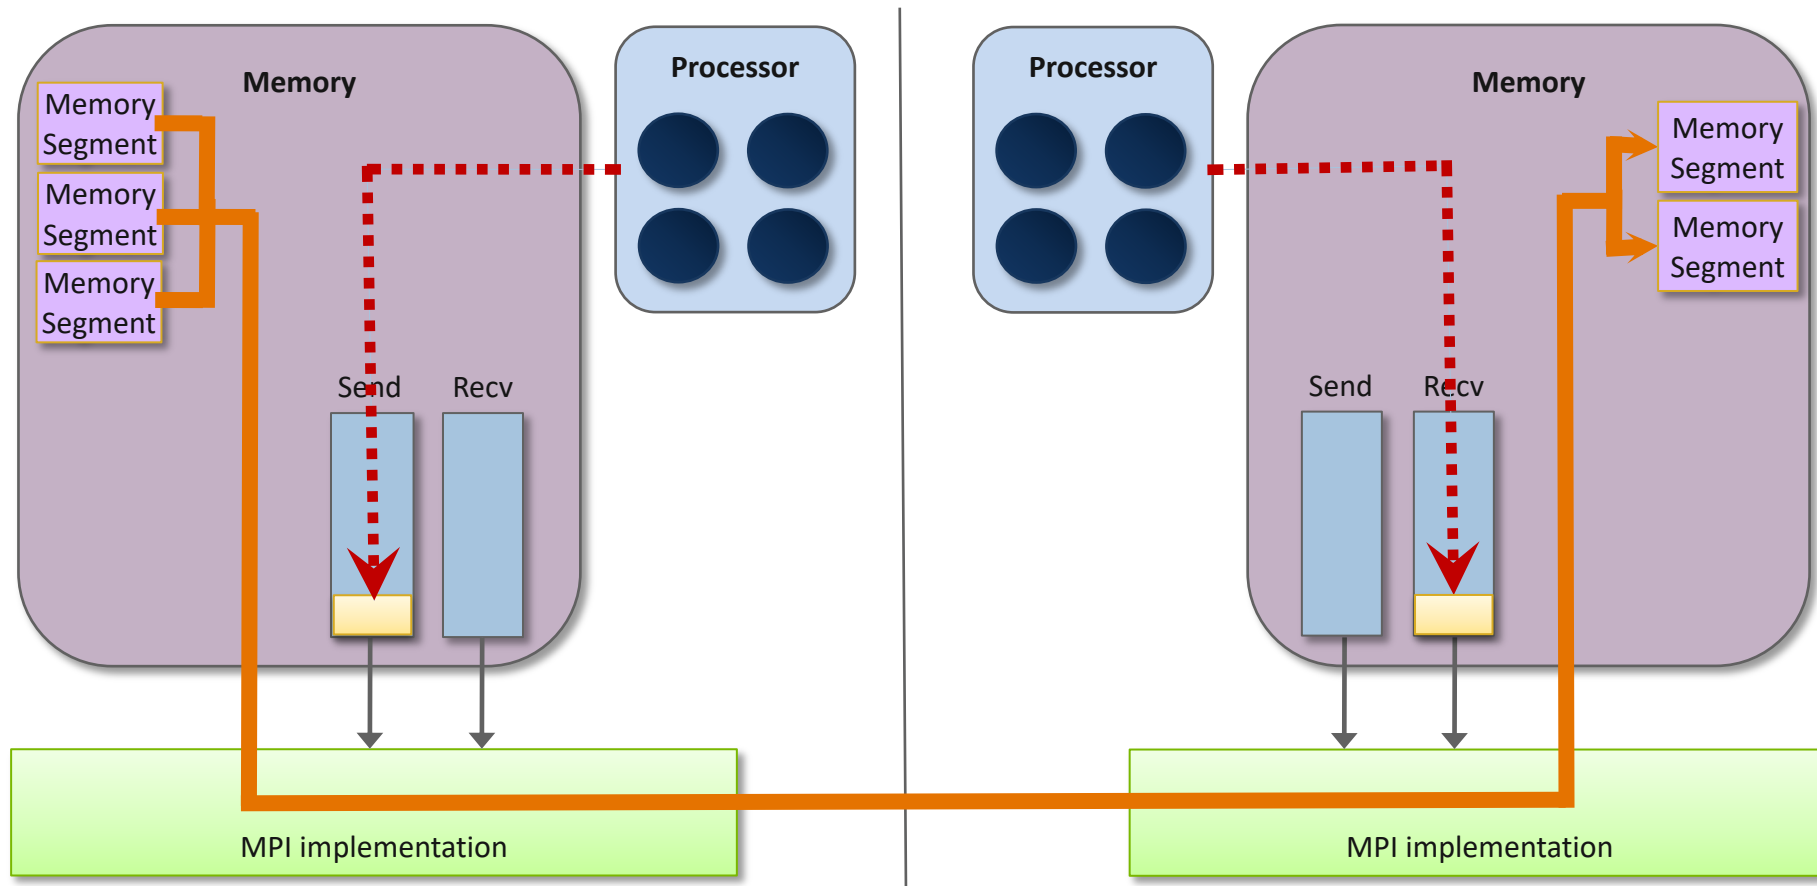 Memory
Memory
Segment
Memory
Segment
Memory
Segment
Send
Recv
Processor
MPI implementation
Processor
Memory
Memory
Segment
Memory
Segment
Send
Recv
MPI implementation